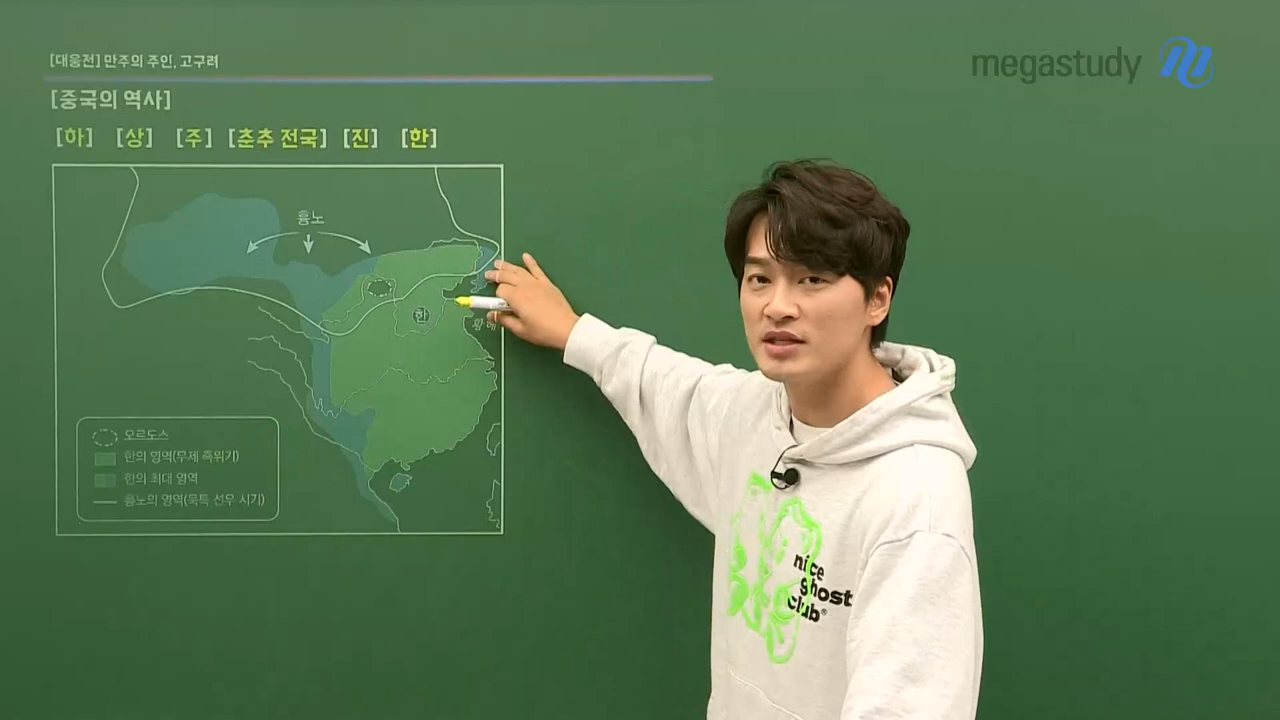 [대웅전] 만주의 주인, 고구려
megastudy
[중국의 역사]
[하] [상] [주] [춘추 전국] [진] [한]
흉노
한
황해
오르도스
한의 영역(무제 즉위기)
한의 최대 영역
흉노의 영역(묵특 선우 시기)
nice
ghost
club®